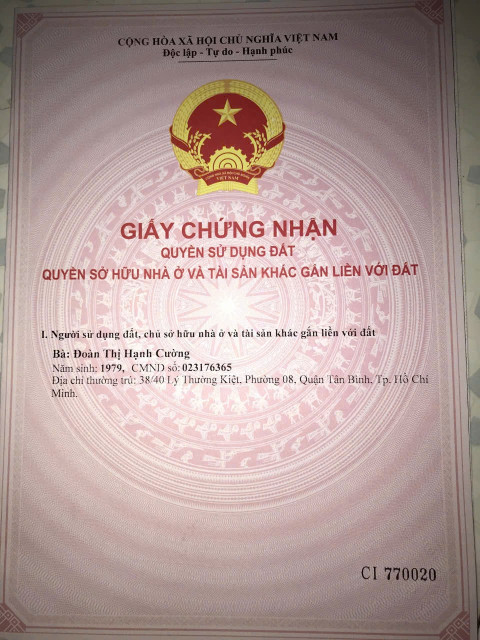 CỘNG HÒA XÃ HỘI CHỦ NGHĨA VIỆT NAM
Độc lập - Tự do - Hạnh phúc
VIỆT NAM
GIẤY CHỨNG NHẬN
QUYỀN SỬ DỤNG ĐẤT
QUYỀN SỞ HỮU NHÀ Ở VÀ TÀI SẢN KHÁC GẮN LIỀN VỚI ĐẤT
I. Người sử dụng đất, chủ sở hữu nhà ở và tài sản khác gắn liền với đất
Bà: Đoàn Thị Hạnh Cường
Năm sinh: 1979, CMND số: 023176365
Địa chỉ thường trú: 38/40 Lý Thường Kiệt, Phường 08, Quận Tân Bình, Tp. Hồ Chí
Minh.
CI 770020